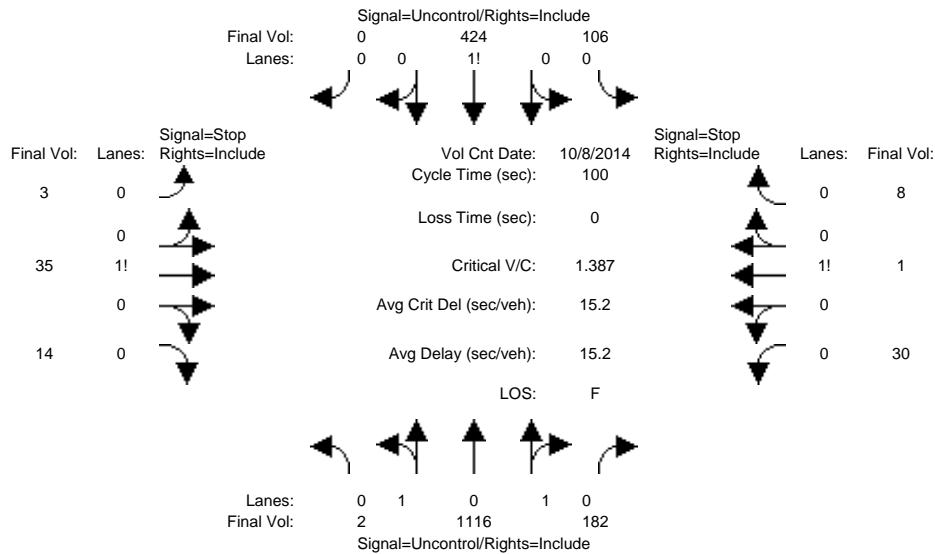 Signal=Uncontrol/Rights=Include
Final Vol: 0 424 106
Lanes: 0 0 1! 0 0
Signal=Stop Signal=Stop
Final Vol: Lanes: Rights=Include Vol Cnt Date: 10/8/2014 Rights=Include Lanes: Final Vol:
Cycle Time (sec): 100
3 0 0 8
Loss Time (sec): 0
0 0
35 1! Critical V/C: 1.387 1! 1
0 Avg Crit Del (sec/veh): 15.2 0
14 0 Avg Delay (sec/veh): 15.2 0 30
LOS: F
Lanes: 0 1 0 1 0
Final Vol: 2 1116 182
Signal=Uncontrol/Rights=Include